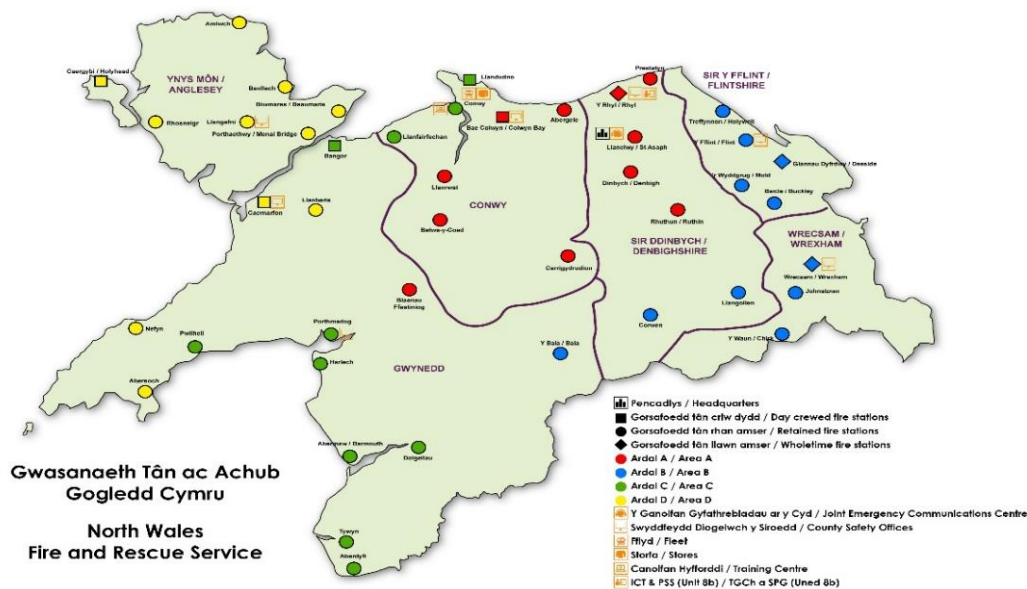 Amlwch
Caergybi / Holyhead
YNYS MÔN /
ANGLESEY
Benllech
Biwmares / Beaumaris
Rhosneigr
Llangefni
Porthaethwy / Menai Bridge
Bangor
Llanfairfechan
Llandudno
Conwy
Bae Colwyn / Colwyn Bay
Abergele
Prestatyn
Y Rhyl / Rhyl
SIR Y FFLINT /
FLINTSHIRE
Treffynnon / Holywell
Y Fflint / Flint
Glannau Dyfrdwy / Deeside
Yr Wyddgrug / Mold
Bwcle / Buckley
Llanelwy / St Asaph
Dinbych / Denbigh
Rhuthun / Ruthin
Caernarfon
Llanberis
Llanrwst
CONWY
Betws-y-Coed
Cerrigydrudion
SIR DDINBYCH /
DENBIGHSHIRE
WRECSAM /
WREXHAM
Wrecsam / Wrexham
Johnstown
Llangollen
Corwen
Y Waun / Chirk
Blaenau
Ffestiniog
Nefyn
Pwllheli
Porthmadog
Harlech
Abersoch
GWYNEDD
Y Bala / Bala
Abermaw / Barmouth
Dolgellau
Tywyn
Aberdyfi
Gwasanaeth Tân ac Achub
Gogledd Cymru
North Wales
Fire and Rescue Service
Pencadlys / Headquarters
Gorsafoedd tân criw dydd / Day crewed fire stations
Gorsafoedd tân rhan amser / Retained fire stations
Gorsafoedd tân llawn amser / Wholetime fire stations
Ardal A / Area A
Ardal B / Area B
Ardal C / Area C
Ardal D / Area D
Y Ganolfan Gyfathrebiadau ar y Cyd / Joint Emergency Communications Centre
Swyddfeydd Diogelwch y Siroedd / County Safety Offices
Fflyd / Fleet
Storfa / Stores
Canolfan Hyfforddi / Training Centre
ICT & PSS (Unit 8b) / TGCh a SPG (Uned 8b)